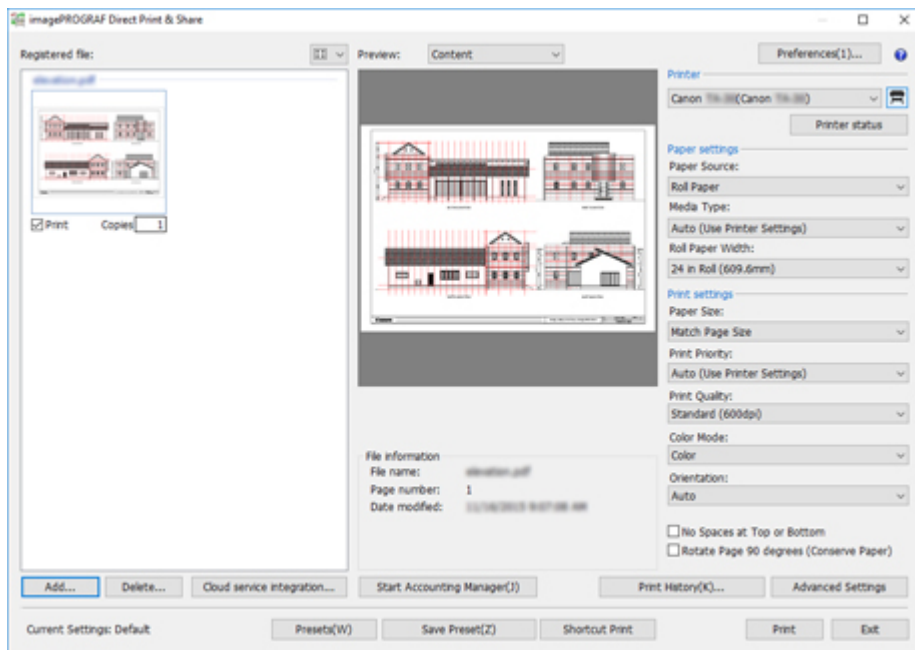 imagePROGRAF Direct Print & Share
Registered file:
Preview: Content
Preferences(1)...
Printer
Canon (Canon )
Printer status
Paper settings
Paper Source:
Roll Paper
Media Type:
Auto (Use Printer Settings)
Roll Paper Width:
24 in Roll (609.6mm)
Print settings
Paper Size:
Match Page Size
Print Priority:
Auto (Use Printer Settings)
Print Quality:
Standard (600dpi)
Color Mode:
Color
Orientation:
Auto
No Spaces at Top or Bottom
Rotate Page 90 degrees (Conserve Paper)
Print Copies 1
File information
File name:
Page number: 1
Date modified:
Add... Delete... Cloud service integration... Start Accounting Manager(J) Print History(K)... Advanced Settings
Current Settings: Default Presets(W) Save Preset(Z) Shortcut Print Print Exit